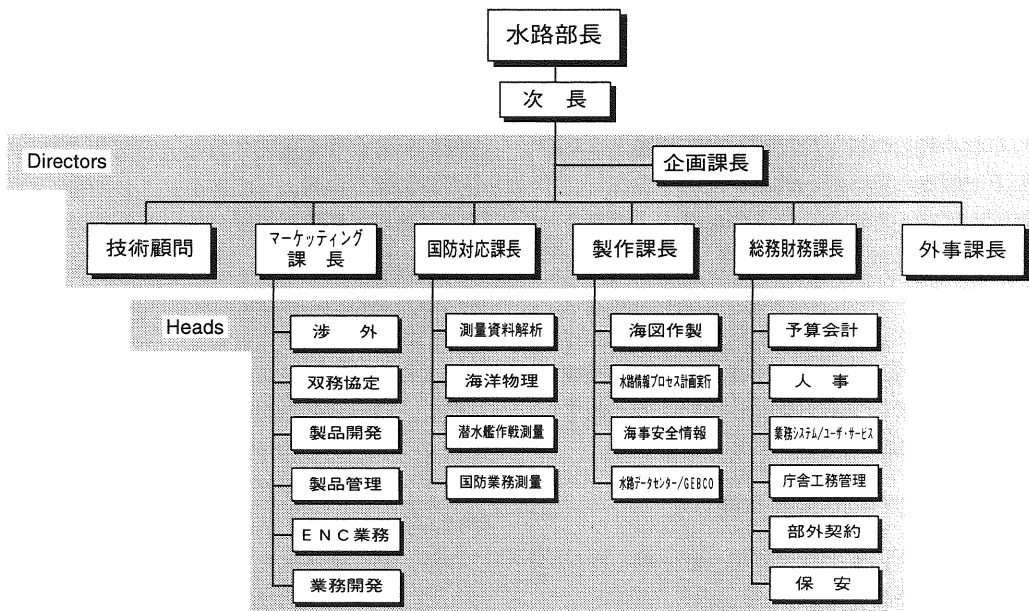 水路部長
次 長
Directors
企画課長
技術顧問
マーケッティング
課 長
国防対応課長
製作課長
総務財務課長
外事課長
Heads
渉 外
双務協定
製品開発
製品管理
ENC業務
業務開発
測量資料解析
海洋物理
潜水艦作戦測量
国防業務測量
海図作製
水路情報プロセス計画実行
海事安全情報
水路データセンター/GEBCO
予算会計
人 事
業務システム/ユーザ・サービス
庁舎工務管理
部外契約
保 安